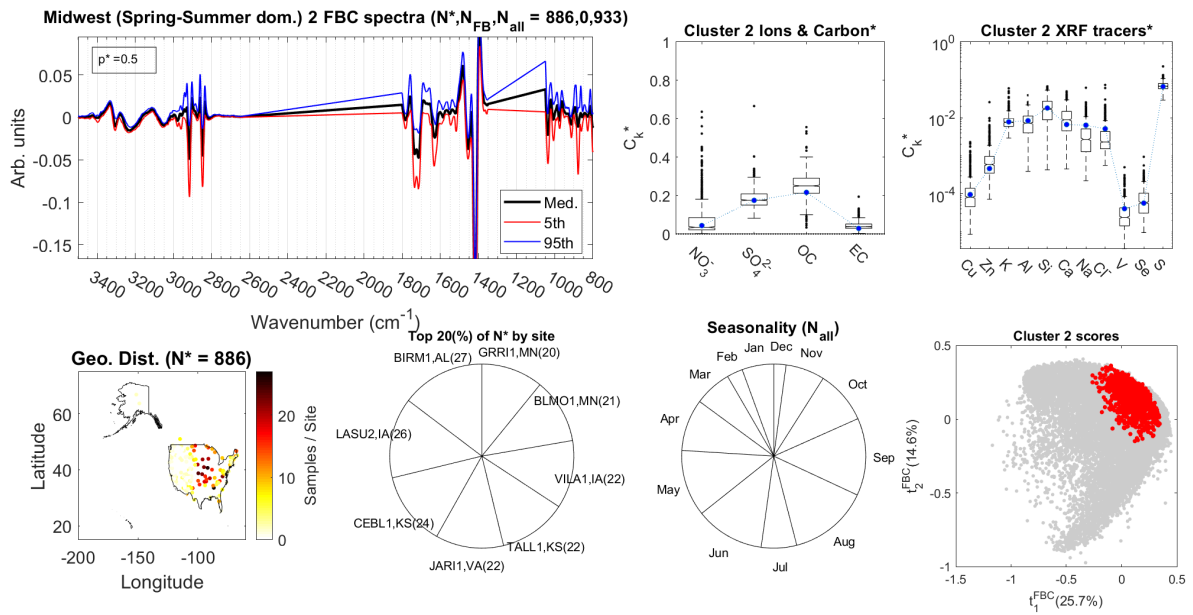 Midwest (Spring-Summer dom.) 2 FBC spectra (N*,N_FB,N_all = 886,0,933)
p* =0.5
Arb. units
0.05
0
-0.05
-0.1
-0.15
Med.
5th
95th
3400 3200 3000 2800 2600 2400 2200 2000 1800 1600 1400 1200 1000 800
Wavenumber (cm^-1)
Cluster 2 Ions & Carbon*
C_k^*
1
0.8
0.6
0.4
0.2
0
NO_3^- SO_4^2- OC EC
Cluster 2 XRF tracers*
C_k^*
10^0
10^-2
10^-4
Cu Zn K Al Si Ca Na Cl^- V Se S
Geo. Dist. (N* = 886)
Latitude
60
40
20
-200 -150 -100
Longitude
Samples / Site
20
10
0
Top 20(%) of N* by site
BIRM1,AL(27)
GRRI1,MN(20)
BLMO1,MN(21)
LASU2,IA(26)
VILA1,IA(22)
CEBL1,KS(24)
TALL1,KS(22)
JARI1,VA(22)
Seasonality (N_all)
Jan
Dec
Feb
Nov
Mar
Oct
Apr
Sep
May
Aug
Jun
Jul
Cluster 2 scores
t_2^FBC(14.6%)
0.5
0
-0.5
-1
-1.5 -1 -0.5 0 0.5
t_1^FBC(25.7%)